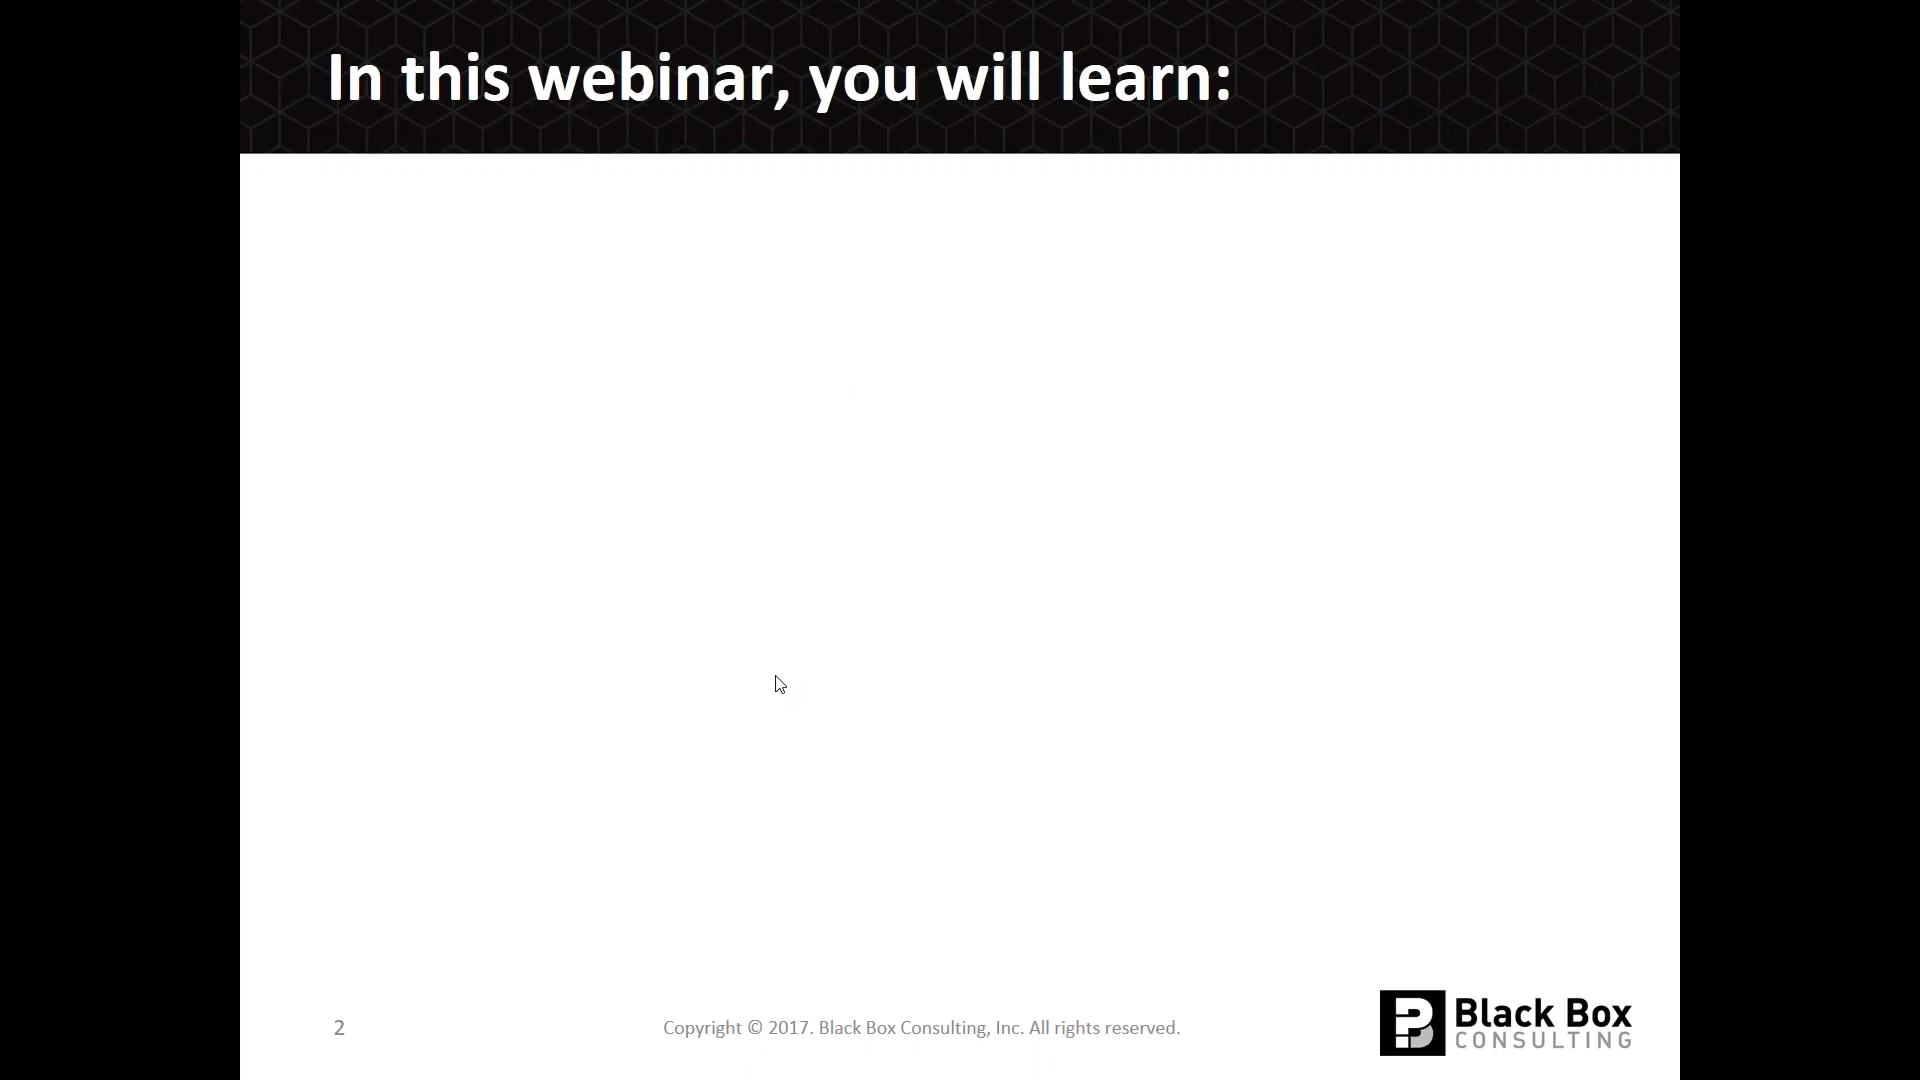 In this webinar, you will learn:
2
Copyright © 2017. Black Box Consulting, Inc. All rights reserved.
Black Box
CONSULTING